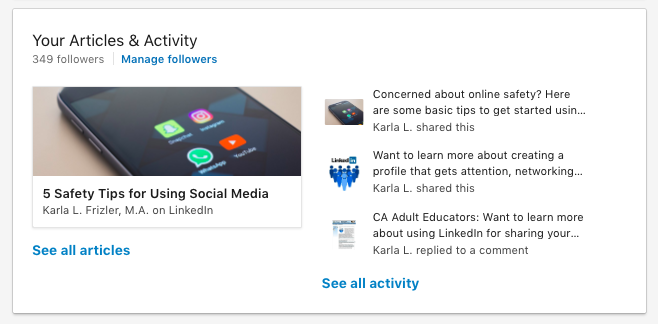 Your Articles & Activity
349 followers Manage followers
Snapchat
Instagram
WhatsApp
YouTube
5 Safety Tips for Using Social Media
Karla L. Frizler, M.A. on LinkedIn
See all articles
Concerned about online safety? Here
are some basic tips to get started usin...
Karla L. shared this
LinkedIn
Want to learn more about creating a
profile that gets attention, networking...
Karla L. shared this
CA Adult Educators: Want to learn more
about using LinkedIn for sharing your...
Karla L. replied to a comment
See all activity